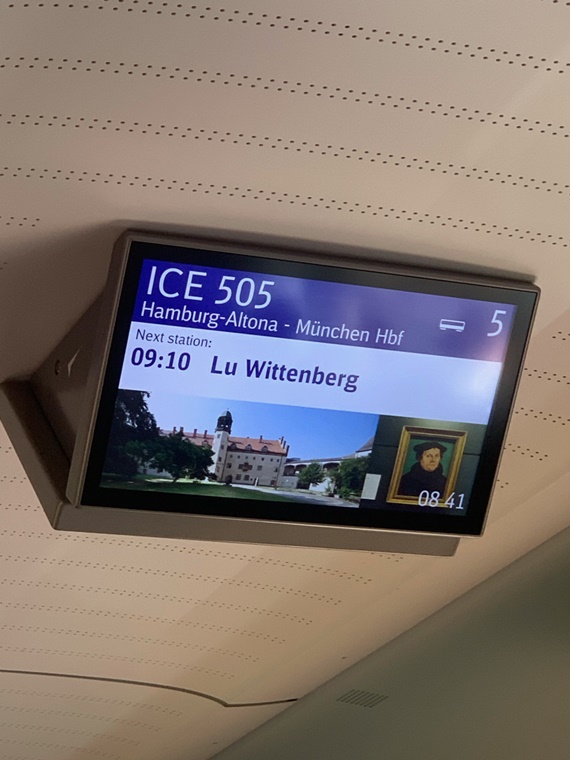 ICE 505
5
Hamburg-Altona - München Hbf
Next station:
09:10 Lu Wittenberg
08 41